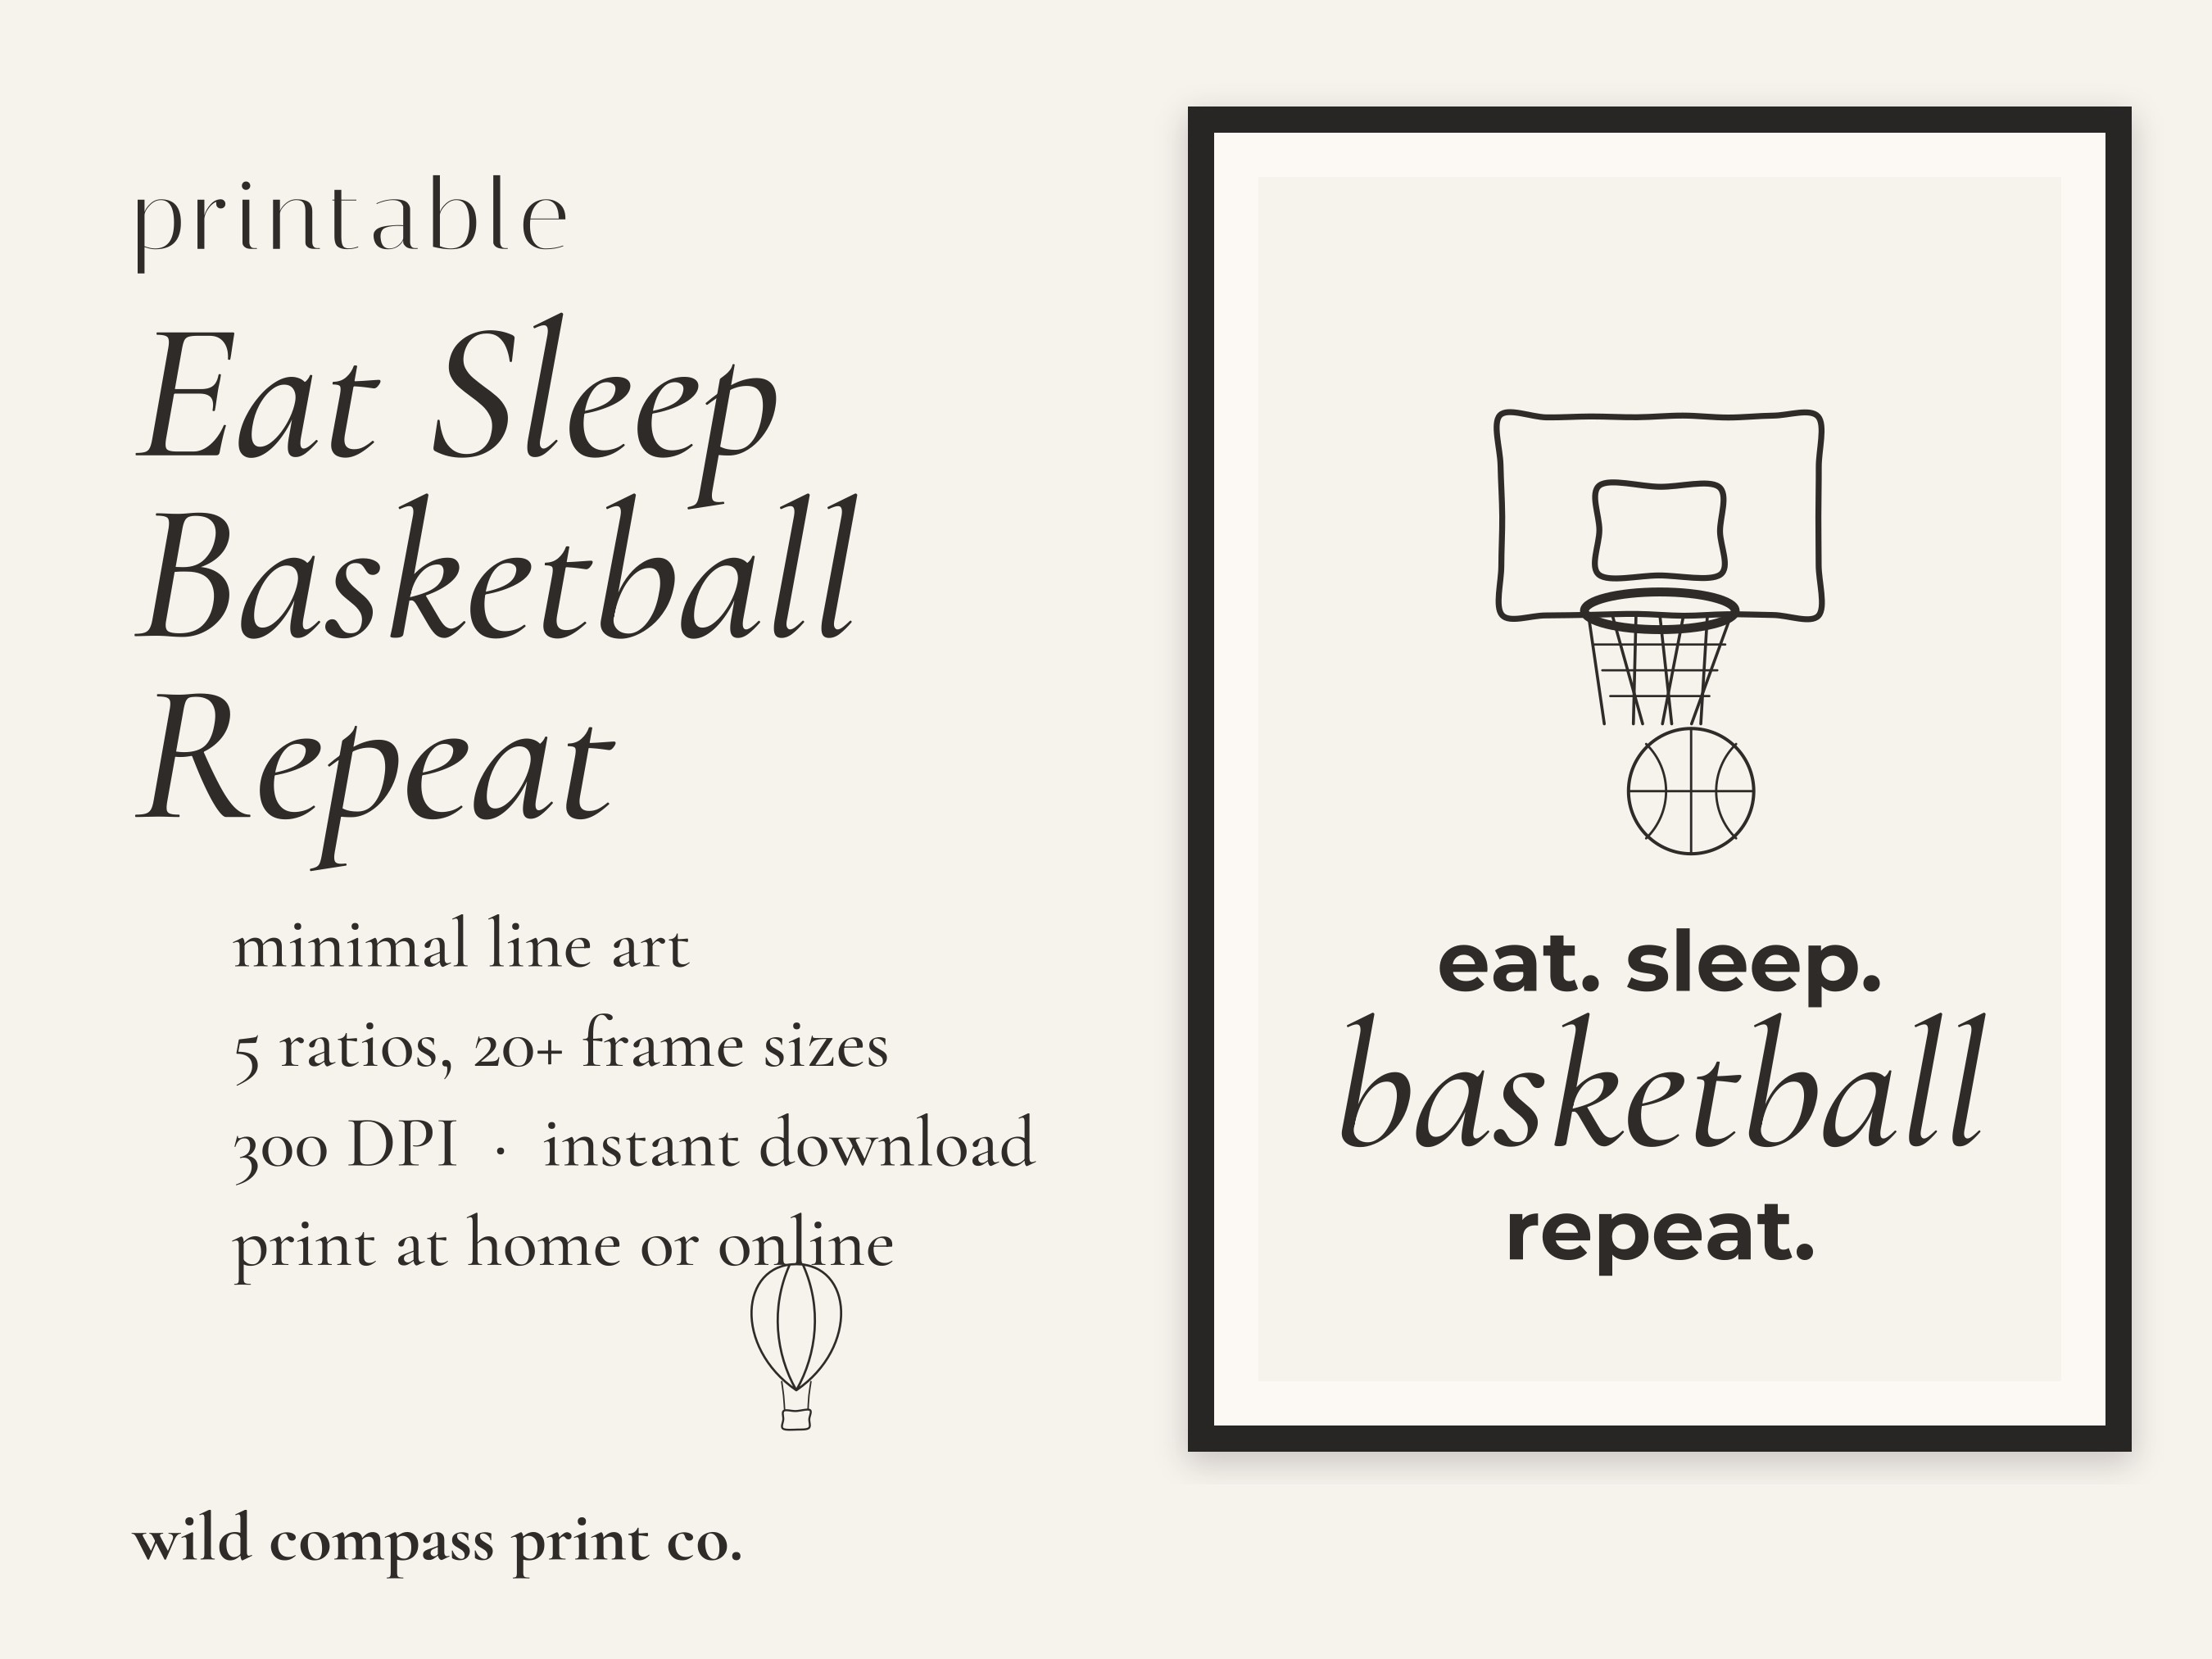 printable
Eat Sleep
Basketball
Repeat
minimal line art
5 ratios, 20+ frame sizes
300 DPI · instant download
print at home or online
wild compass print co.
eat. sleep.
basketball
repeat.